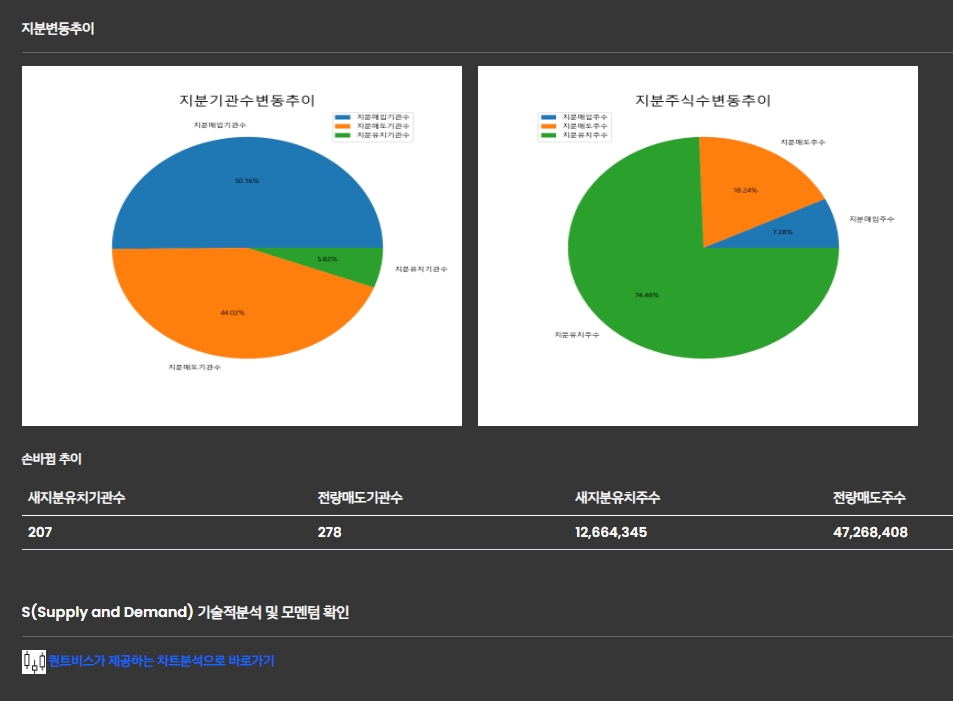 지분변동추이
지분기관수변동추이
지분매입기관수
지분매입기관수
지분매도기관수
지분유지기관수
50.16%
5.82%
지분유지기관수
44.02%
지분매도기관수
지분주식수변동추이
지분매입주수
지분매도주수
지분유지주수
지분매도주수
18.24%
지분매입주수
7.28%
74.48%
지분유지주수
손바뀜 추이
새지분유치기관수 전량매도기관수 새지분유치주수 전량매도주수
207 278 12,664,345 47,268,408
S(Supply and Demand) 기술적분석 및 모멘텀 확인
퀀트비스가 제공하는 차트분석으로 바로가기